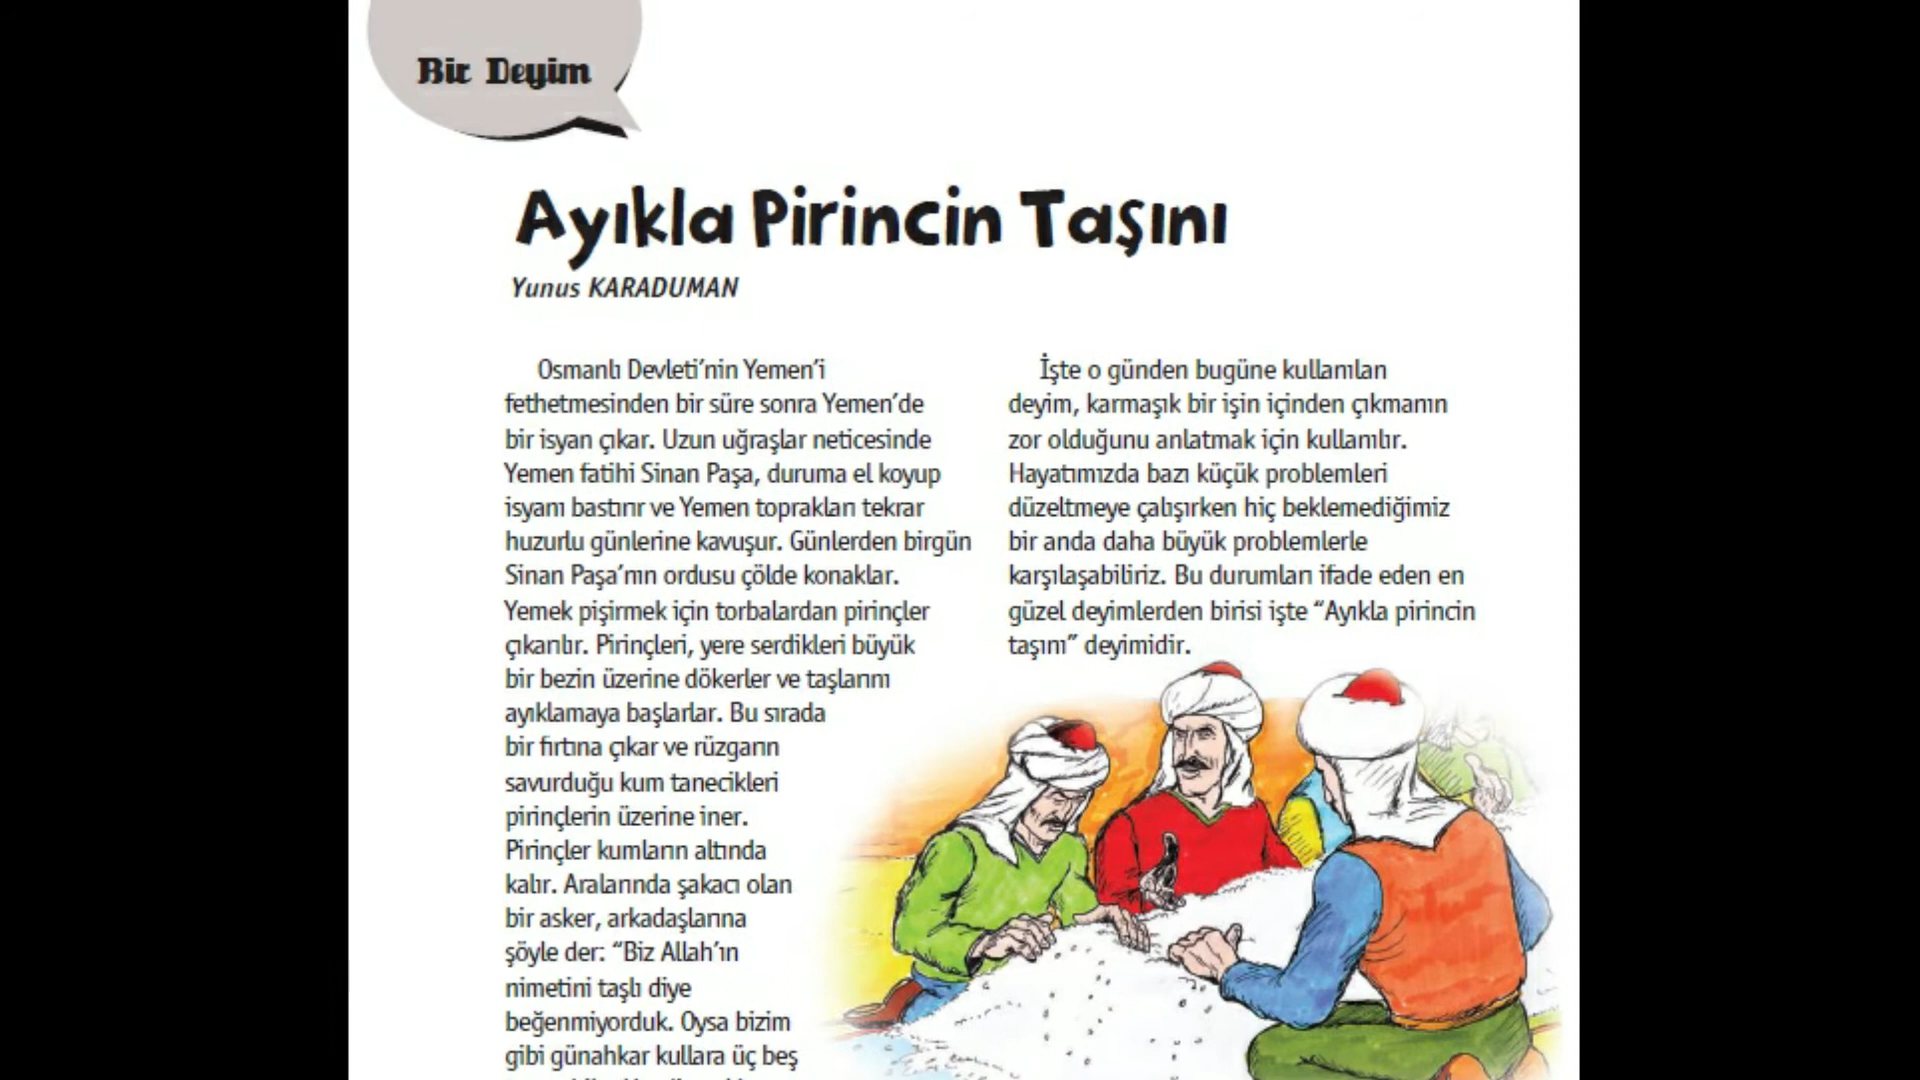 Bir Deyim
Ayıkla Pirincin Taşını
Yunus KARADUMAN
Osmanlı Devleti’nin Yemen’i
fethetmesinden bir süre sonra Yemen’de
bir isyan çıkar. Uzun uğraşlar neticesinde
Yemen fatihi Sinan Paşa, duruma el koyup
isyanı bastırır ve Yemen toprakları tekrar
huzurlu günlerine kavuşur. Günlerden birgün
Sinan Paşa’nın ordusu çölde konaklar.
Yemek pişirmek için torbalardan pirinçler
çıkarılır. Pirinçleri, yere serdikleri büyük
bir bezin üzerine dökerler ve taşlarını
ayıklamaya başlarlar. Bu sırada
bir fırtına çıkar ve rüzgarın
savurduğu kum tanecikleri
pirinçlerin üzerine iner.
Pirinçler kumların altında
kalır. Aralarında şakacı olan
bir asker, arkadaşlarına
şöyle der: “Biz Allah’ın
nimetini taşlı diye
beğenmiyorduk. Oysa bizim
gibi günahkar kullara üç beş
İşte o günden bugüne kullanılan
deyim, karmaşık bir işin içinden çıkmanın
zor olduğunu anlatmak için kullanılır.
Hayatımızda bazı küçük problemleri
düzeltmeye çalışırken hiç beklemediğimiz
bir anda daha büyük problemlerle
karşılaşabiliriz. Bu durumları ifade eden en
güzel deyimlerden birisi işte “Ayıkla pirincin
taşını” deyimidir.